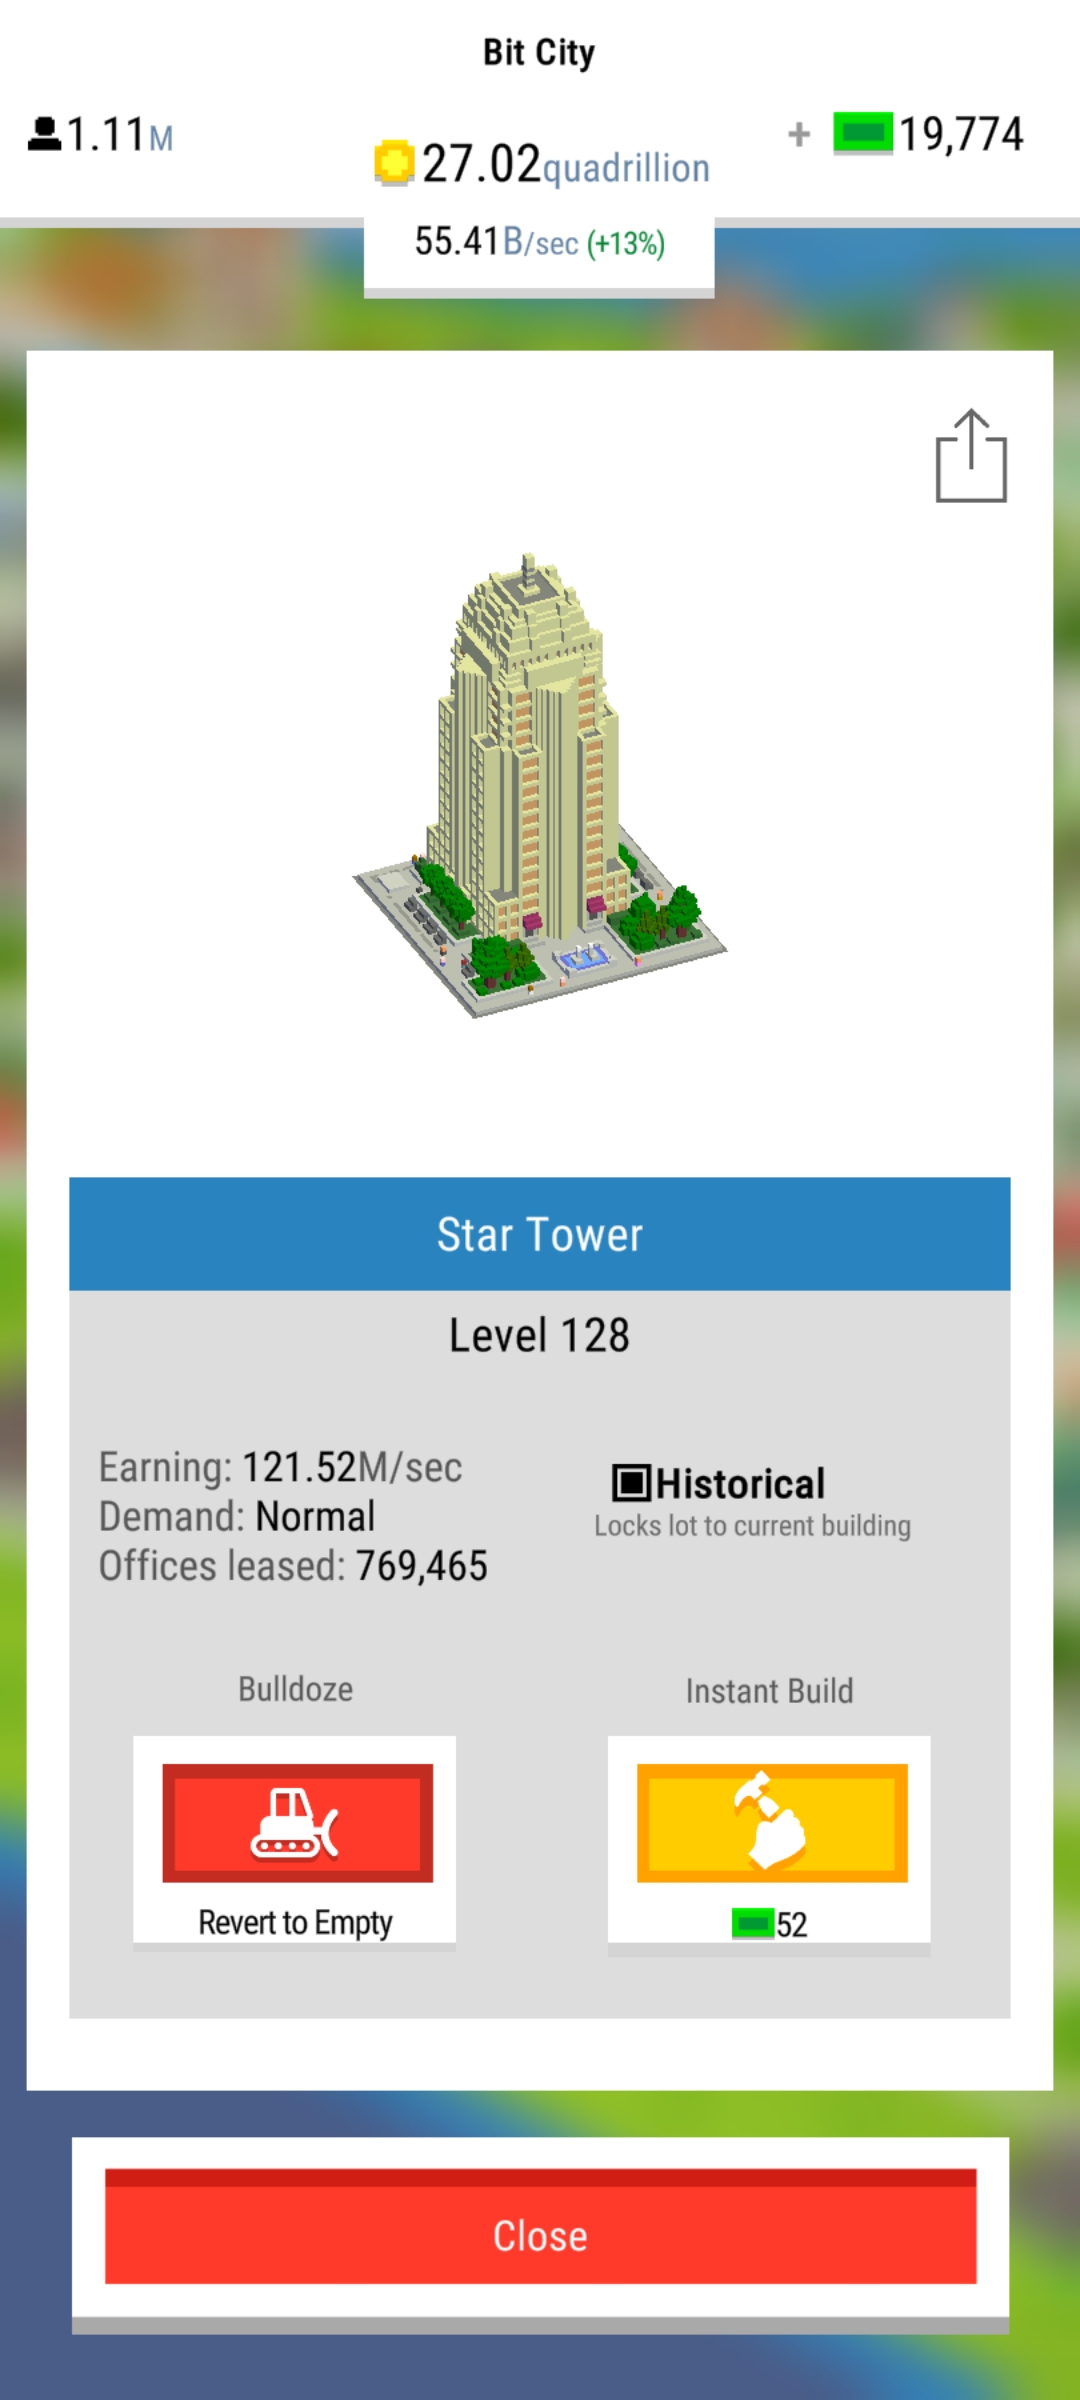 Bit City
1.11M
27.02quadrillion
+ 19,774
55.41B/sec (+13%)
Star Tower
Level 128
Earning: 121.52M/sec
Demand: Normal
Offices leased: 769,465
Historical
Locks lot to current building
Bulldoze
Instant Build
Revert to Empty
52
Close